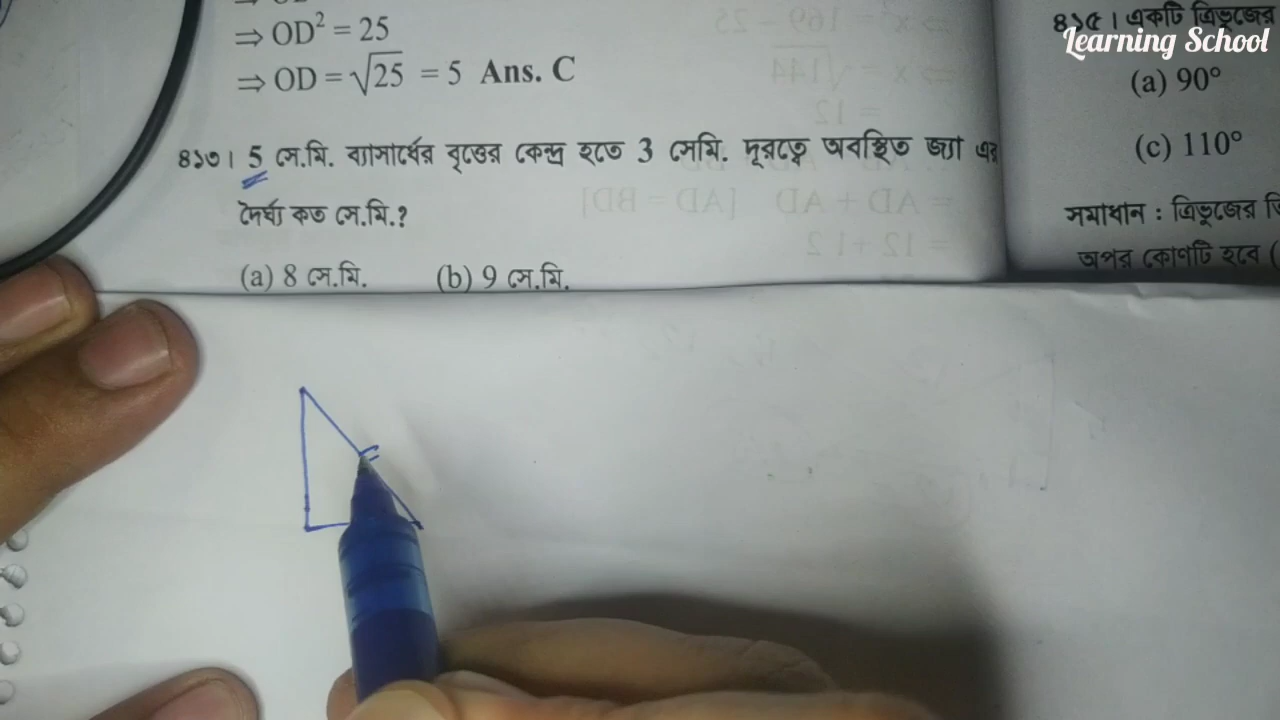 ⇒ OD² = 25
⇒ OD = √25 = 5 Ans. C
৪১৩। 5 সে.মি. ব্যাসার্ধের বৃত্তের কেন্দ্র হতে 3 সেমি. দূরত্বে অবস্থিত জ্যা এর
দৈর্ঘ্য কত সে.মি.?
(a) 8 সে.মি. (b) 9 সে.মি.
৪১৫। একটি ত্রিভুজের
Learning School
(a) 90°
(c) 110°
সমাধান : ত্রিভুজের
অপর কোণটি হবে (